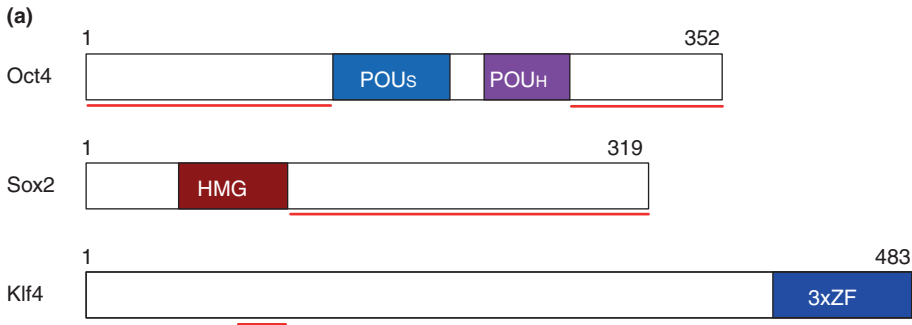 (a)
1 352
Oct4 POUS POUH
1 319
Sox2 HMG
1 483
Klf4 3xZF